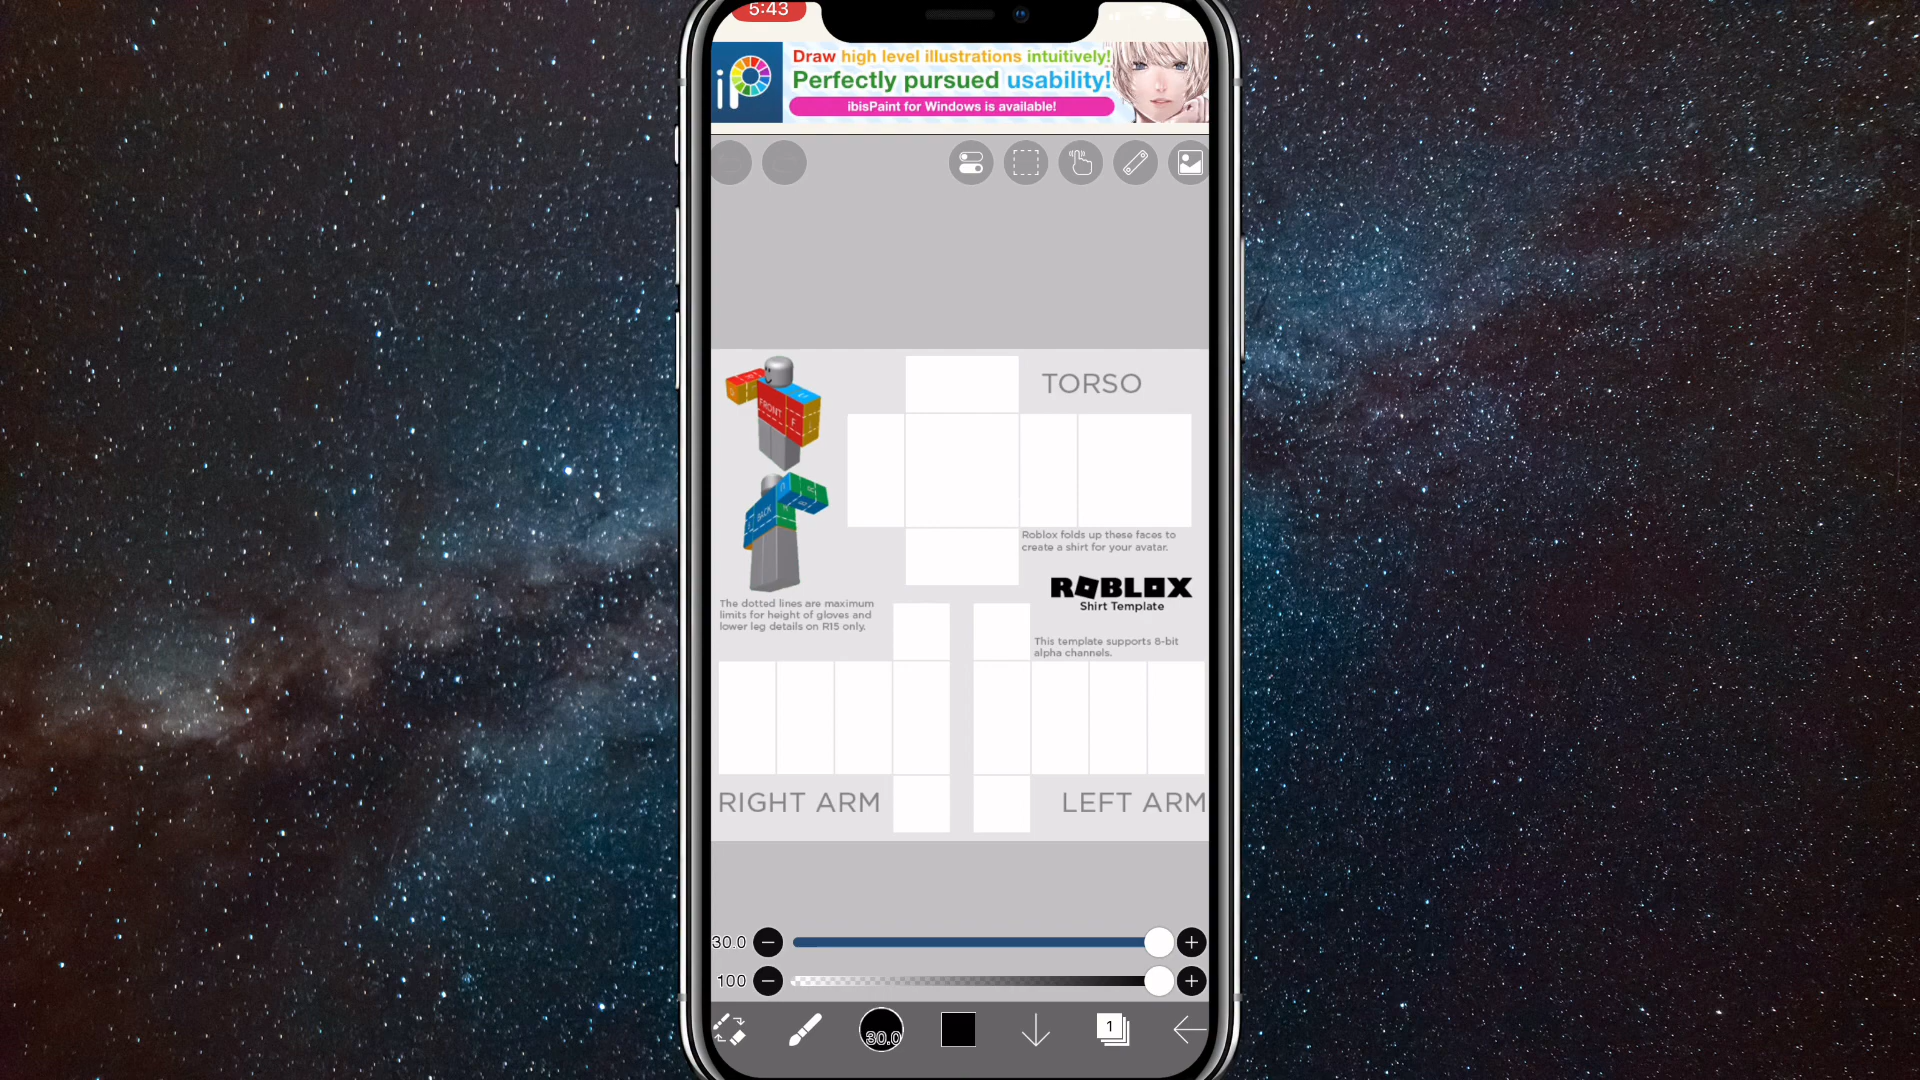 5:43
iP
Draw high level illustrations intuitively!
Perfectly pursued usability!
ibisPaint for Windows is available!
TORSO
FRONT
F
BACK
Roblox folds up these faces to
create a shirt for your avatar.
ROBLOX
Shirt Template
The dotted lines are maximum
limits for height of gloves and
lower leg details on R15 only.
This template supports 8-bit
alpha channels.
RIGHT ARM
LEFT ARM
30.0
100
30.0
1